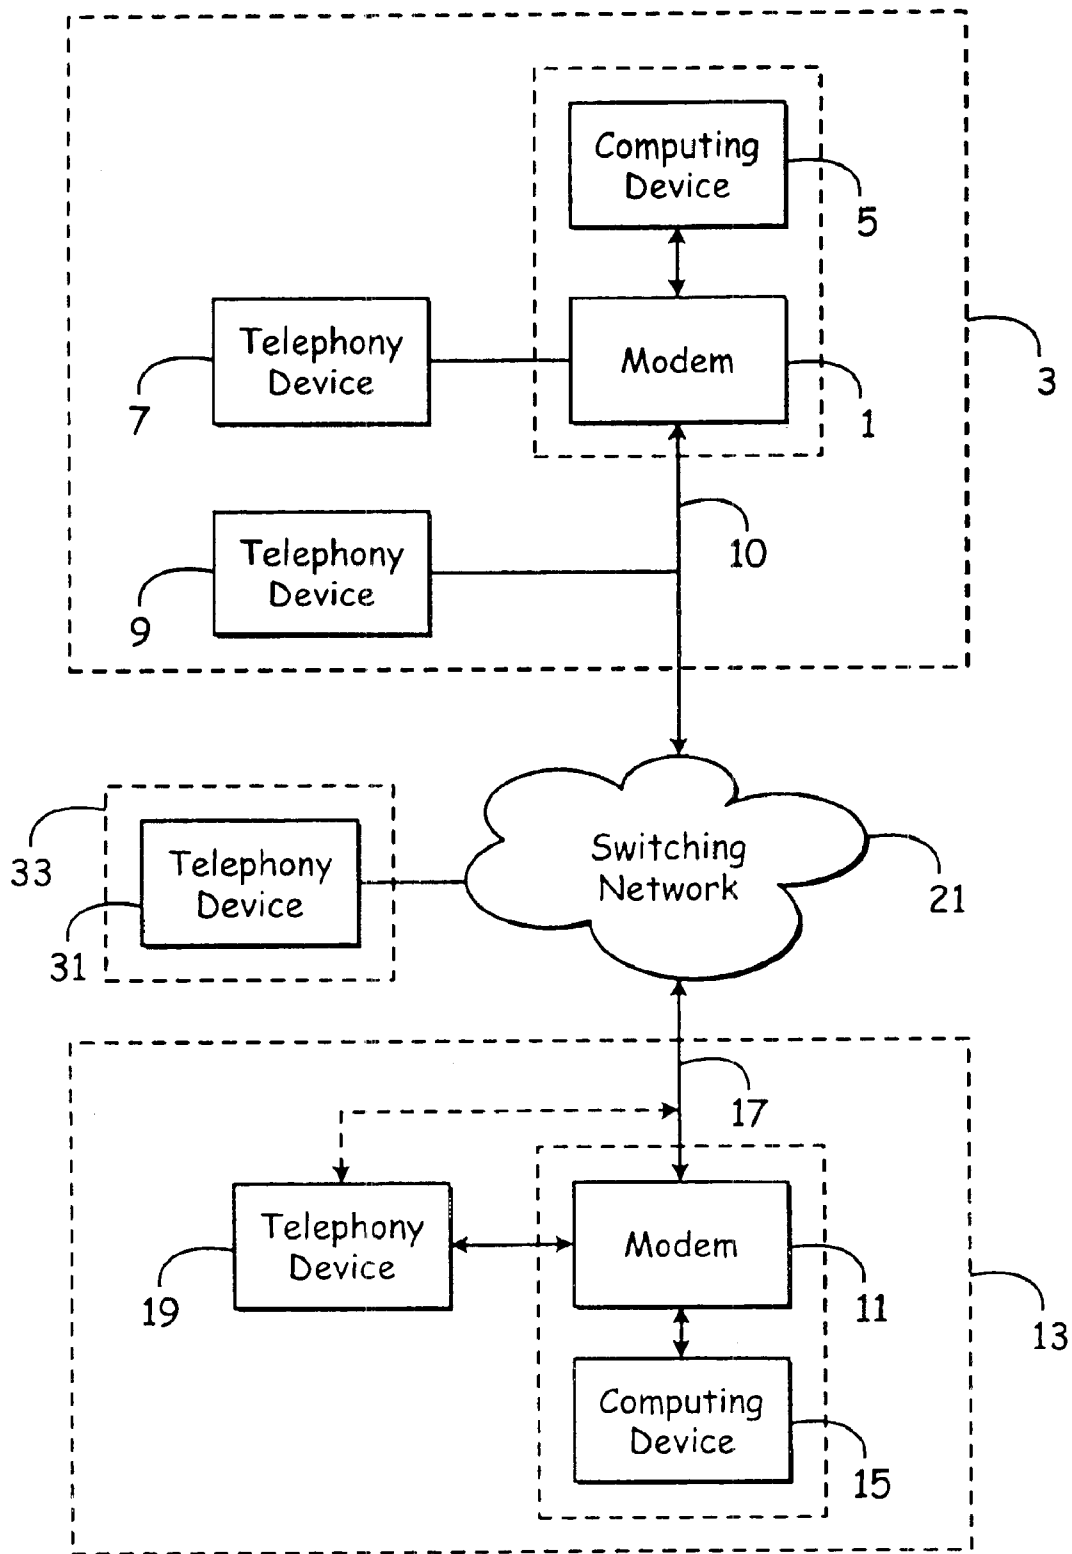 Computing
Device
5
Telephony
Device
7
Modem
1
3
10
Telephony
Device
9
33
Telephony
Device
31
Switching
Network
21
17
Telephony
Device
19
Modem
11
13
Computing
Device
15